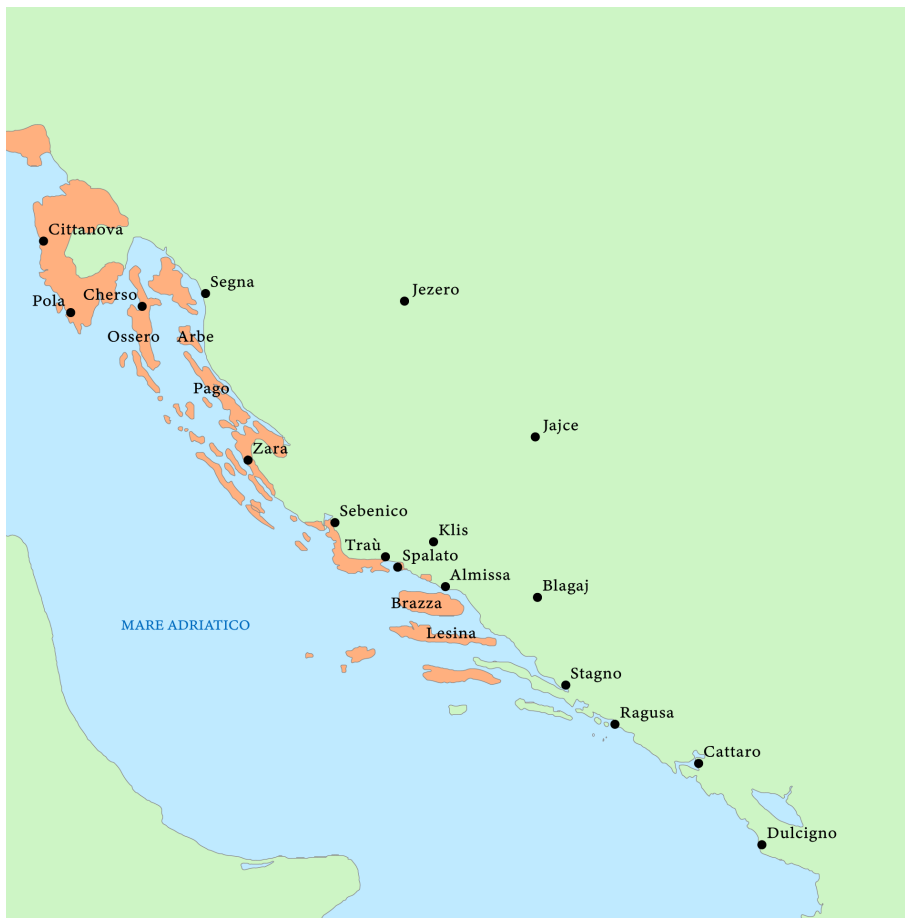 Cittanova
Segna
Jezero
Cherso
Pola
Ossero
Arbe
Pago
Jajce
Zara
Sebenico
Klis
Traù
Spalato
Almissa
Blagaj
Brazza
MARE ADRIATICO
Lesina
Stagno
Ragusa
Cattaro
Dulcigno